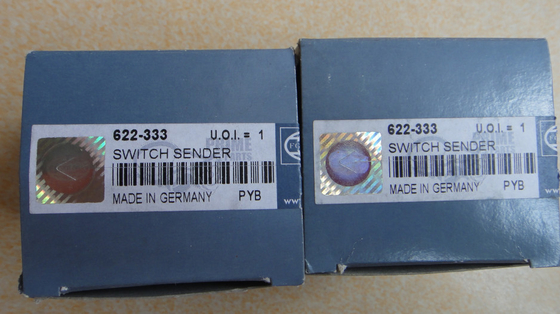 622-333 U.O.I. = 1
SWITCH SENDER
MADE IN GERMANY PYB
622-333 U.O.I. = 1
SWITCH SENDER
MADE IN GERMANY PYB